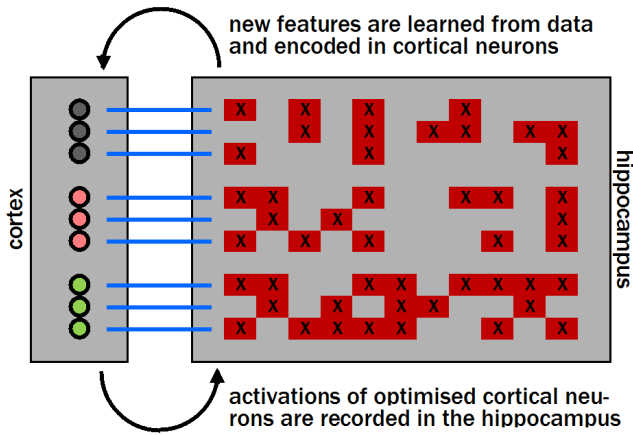 new features are learned from data
and encoded in cortical neurons
cortex
X X X X
X X X X X X
X X X
X X X X X X
X X X
X X X X X
X X X X X X X X
X X X X X
X X X X X X X
hippocampus
activations of optimised cortical neu-
rons are recorded in the hippocampus